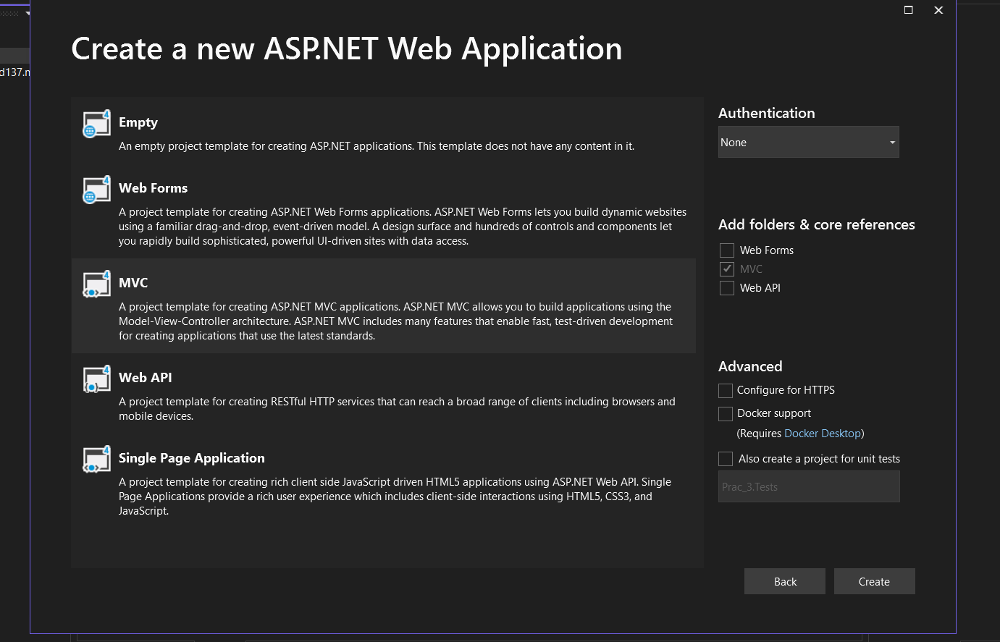 d137.n
Create a new ASP.NET Web Application
Empty
An empty project template for creating ASP.NET applications. This template does not have any content in it.
Web Forms
A project template for creating ASP.NET Web Forms applications. ASP.NET Web Forms lets you build dynamic websites
using a familiar drag-and-drop, event-driven model. A design surface and hundreds of controls and components let
you rapidly build sophisticated, powerful UI-driven sites with data access.
MVC
A project template for creating ASP.NET MVC applications. ASP.NET MVC allows you to build applications using the
Model-View-Controller architecture. ASP.NET MVC includes many features that enable fast, test-driven development
for creating applications that use the latest standards.
Web API
A project template for creating RESTful HTTP services that can reach a broad range of clients including browsers and
mobile devices.
Single Page Application
A project template for creating rich client side JavaScript driven HTML5 applications using ASP.NET Web API. Single
Page Applications provide a rich user experience which includes client-side interactions using HTML5, CSS3, and
JavaScript.
Authentication
None
Add folders & core references
Web Forms
MVC
Web API
Advanced
Configure for HTTPS
Docker support
(Requires Docker Desktop)
Also create a project for unit tests
Prac_3.Tests
Back
Create